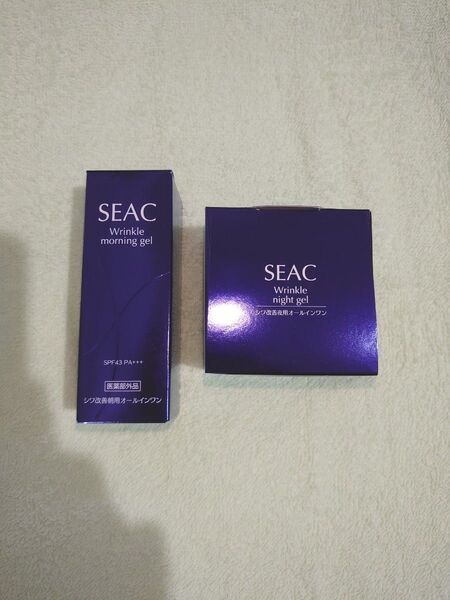 SEAC
Wrinkle
morning gel
SPF43 PA+++
医薬部外品
シワ改善朝用オールインワン
SEAC
Wrinkle
night gel
シワ改善夜用オールインワン